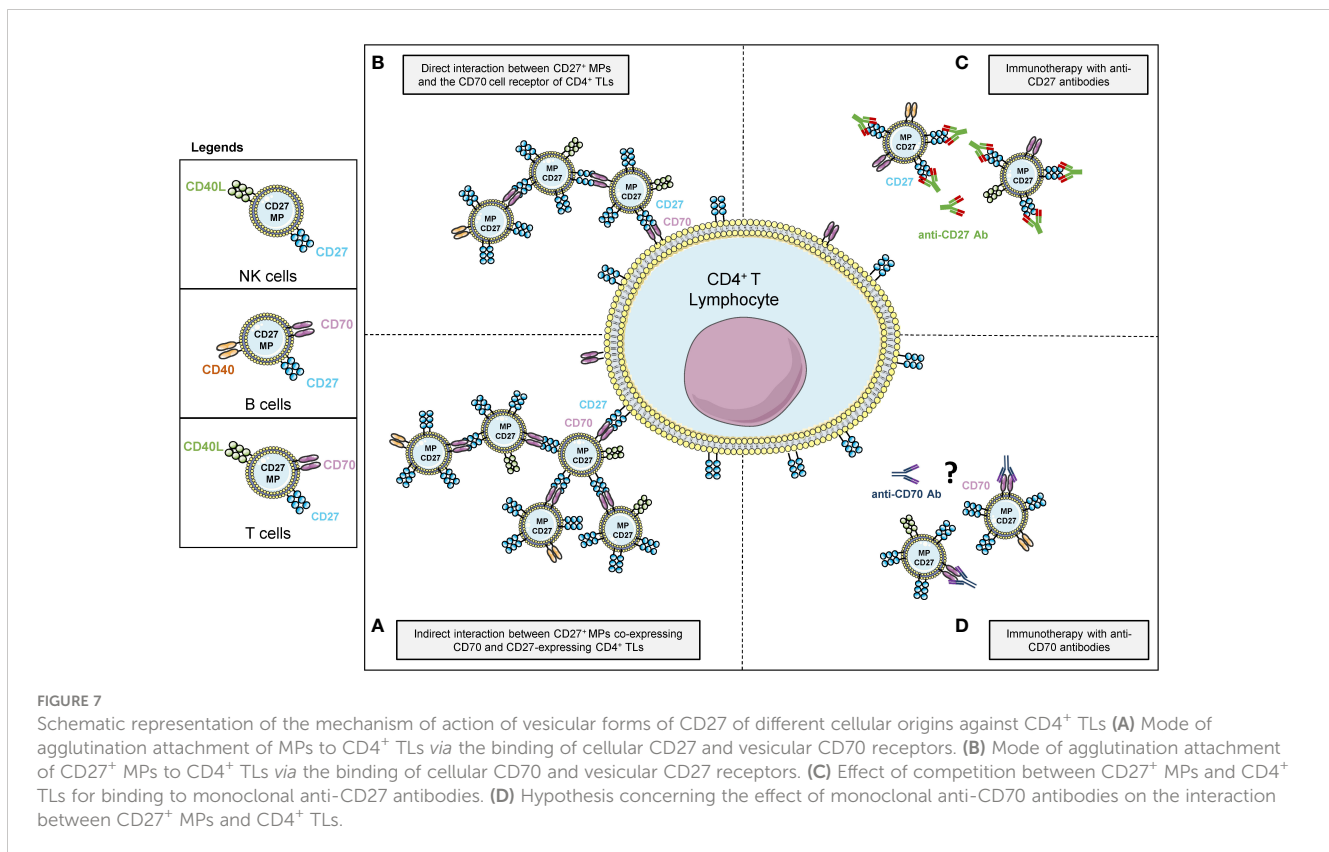 Legends
CD40L
CD27
MP
CD27
NK cells
CD27
MP
CD70
CD40
CD27
B cells
CD40L
CD27
MP
CD70
CD27
T cells
B
Direct interaction between CD27⁺ MPs
and the CD70 cell receptor of CD4⁺ TLs
MP
CD27
MP
CD27
MP
CD27
CD27
CD70
C
Immunotherapy with anti-
CD27 antibodies
MP
CD27
MP
CD27
CD27
anti-CD27 Ab
CD4⁺ T
Lymphocyte
CD27
CD70
MP
CD27
MP
CD27
MP
CD27
MP
CD27
MP
CD27
A
Indirect interaction between CD27⁺ MPs co-expressing
CD70 and CD27-expressing CD4⁺ TLs
?
anti-CD70 Ab
CD70
MP
CD27
MP
CD27
D
Immunotherapy with anti-
CD70 antibodies
FIGURE 7
Schematic representation of the mechanism of action of vesicular forms of CD27 of different cellular origins against CD4⁺ TLs (A) Mode of
agglutination attachment of MPs to CD4⁺ TLs via the binding of cellular CD27 and vesicular CD70 receptors. (B) Mode of agglutination attachment
of CD27⁺ MPs to CD4⁺ TLs via the binding of cellular CD70 and vesicular CD27 receptors. (C) Effect of competition between CD27⁺ MPs and CD4⁺
TLs for binding to monoclonal anti-CD27 antibodies. (D) Hypothesis concerning the effect of monoclonal anti-CD70 antibodies on the interaction
between CD27⁺ MPs and CD4⁺ TLs.